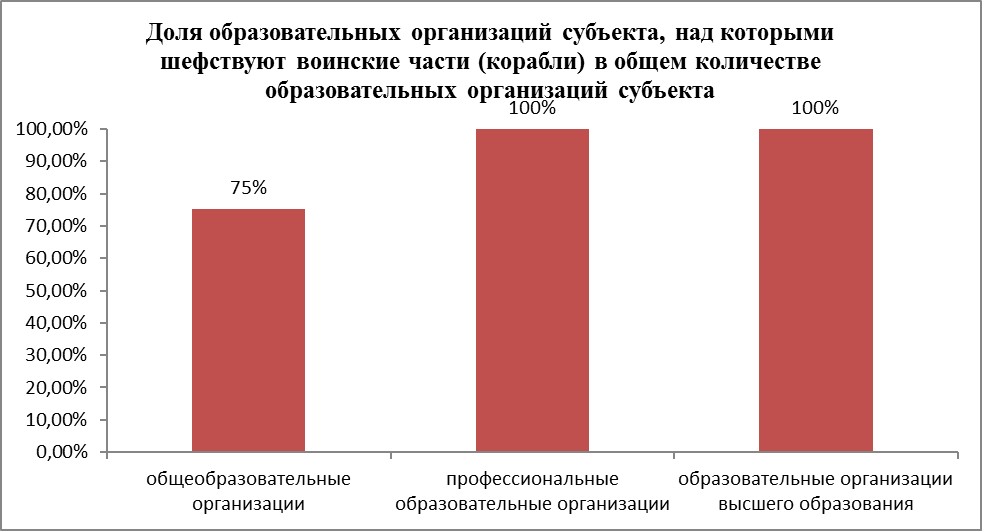 Доля образовательных организаций субъекта, над которыми
шефствуют воинские части (корабли) в общем количестве
образовательных организаций субъекта
100%
100%
75%
100,00%
90,00%
80,00%
70,00%
60,00%
50,00%
40,00%
30,00%
20,00%
10,00%
0,00%
общеобразовательные
организации
профессиональные
образовательные организации
образовательные организации
высшего образования